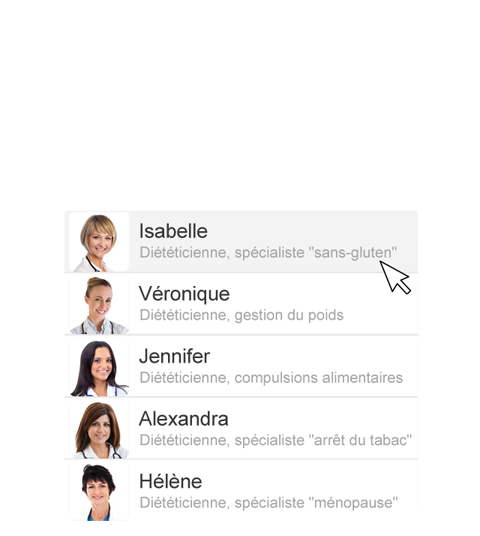 Isabelle
Diététicienne, spécialiste "sans-gluten"
Véronique
Diététicienne, gestion du poids
Jennifer
Diététicienne, compulsions alimentaires
Alexandra
Diététicienne, spécialiste "arrêt du tabac"
Hélène
Diététicienne, spécialiste "ménopause"